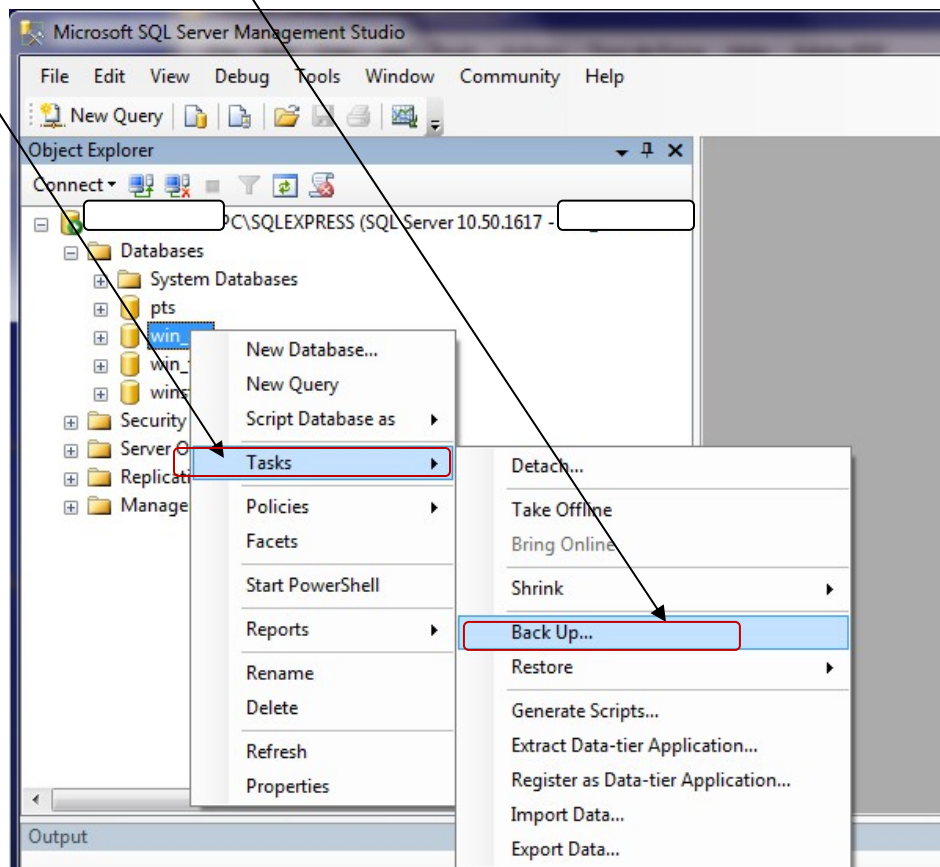 Microsoft SQL Server Management Studio
File Edit View Debug Tools Window Community Help
New Query
Object Explorer
Connect
PC\SQLEXPRESS (SQL Server 10.50.1617 -
Databases
System Databases
pts
win_
win_
wins
Security
Server O
Replicati
Manage
New Database...
New Query
Script Database as
Tasks
Policies
Facets
Start PowerShell
Reports
Rename
Delete
Refresh
Properties
Detach...
Take Offline
Bring Online
Shrink
Back Up...
Restore
Generate Scripts...
Extract Data-tier Application...
Register as Data-tier Application...
Import Data...
Export Data...
Output